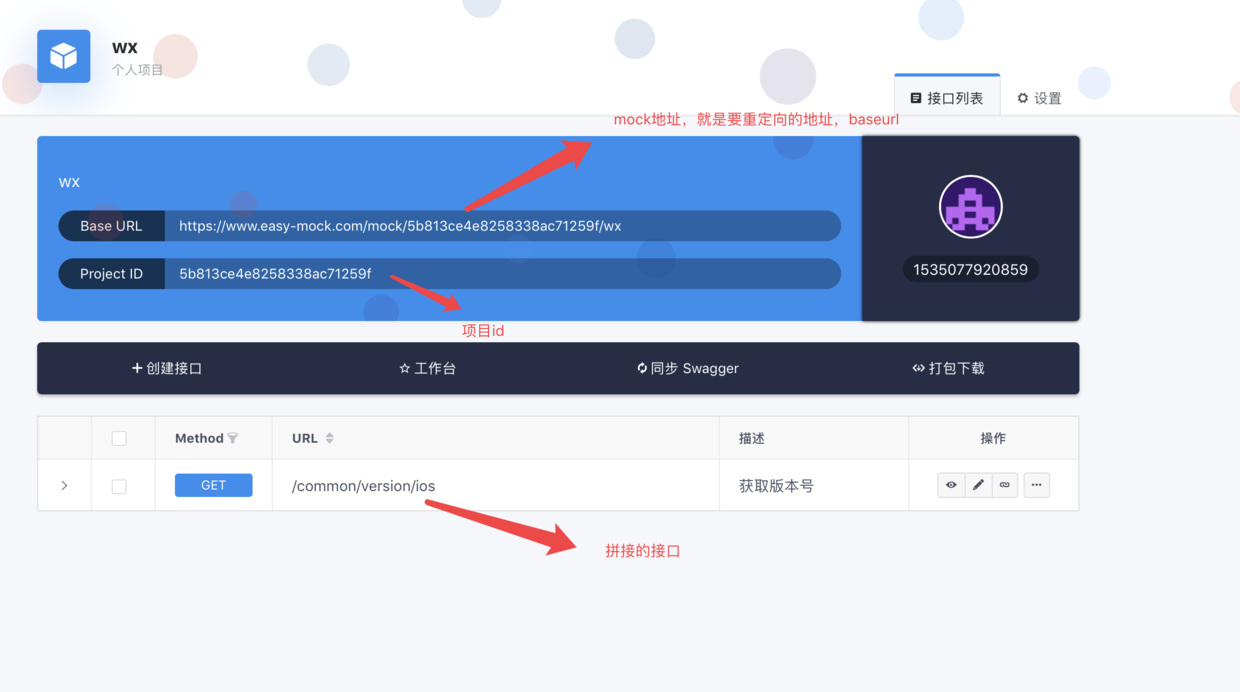 wx
个人项目
接口列表
设置
mock地址，就是要重定向的地址，baseurl
wx
Base URL
https://www.easy-mock.com/mock/5b813ce4e8258338ac71259f/wx
Project ID
5b813ce4e8258338ac71259f
1535077920859
项目id
创建接口
工作台
同步 Swagger
打包下载
Method
URL
描述
操作
GET
/common/version/ios
获取版本号
拼接的接口